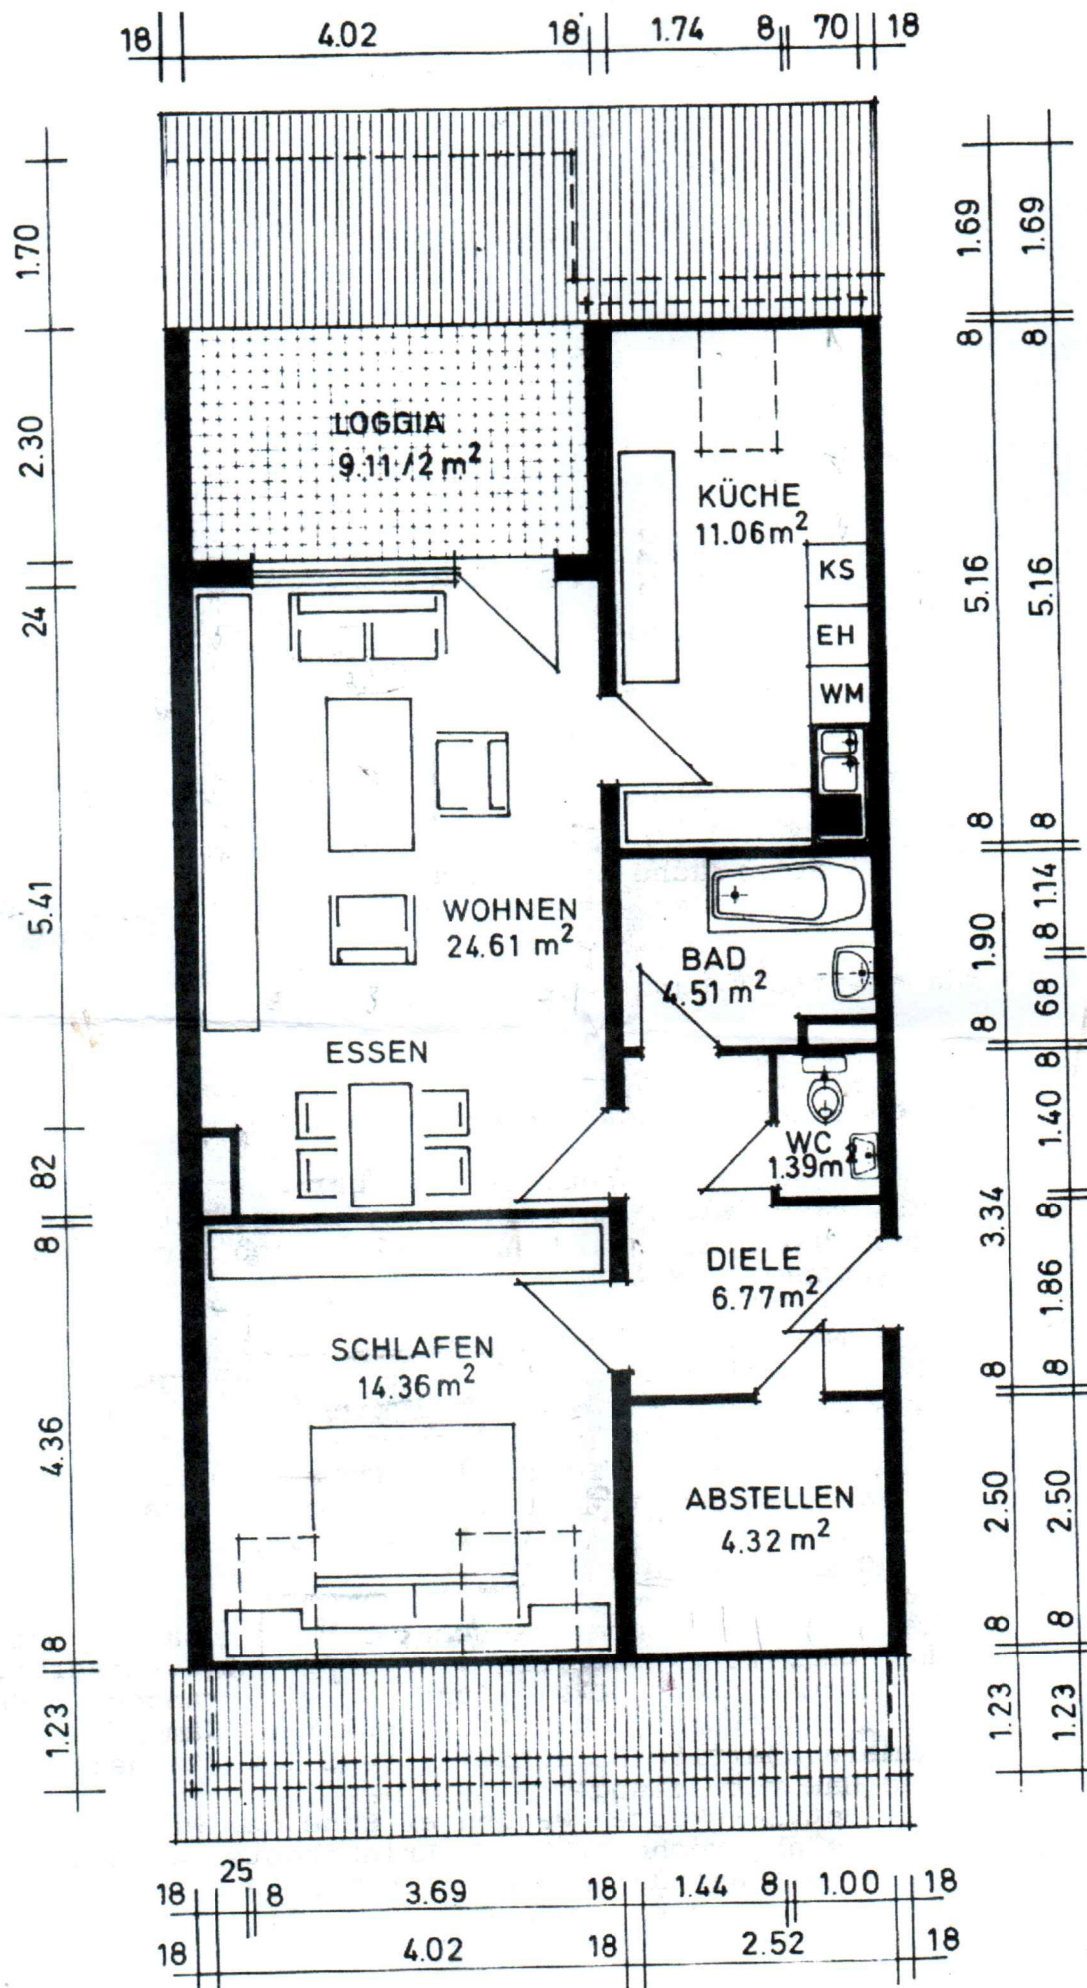 18 4.02 18 1.74 8 70 18
1.70
2.30
24
5.41
82
8
4.36
8
1.23
LOGGIA
9.11/2 m²
KÜCHE
11.06m²
KS
EH
WM
WOHNEN
24.61 m²
BAD
4.51 m²
ESSEN
WC
1.39m²
DIELE
6.77m²
SCHLAFEN
14.36m²
ABSTELLEN
4.32 m²
1.69
8
5.16
8
1.90
8
3.34
8
2.50
8
1.23
1.69
8
5.16
8
1.14
8
68
8
1.40
8
1.86
8
2.50
8
1.23
18 25 8 3.69 18 1.44 8 1.00 18
18 4.02 18 2.52 18